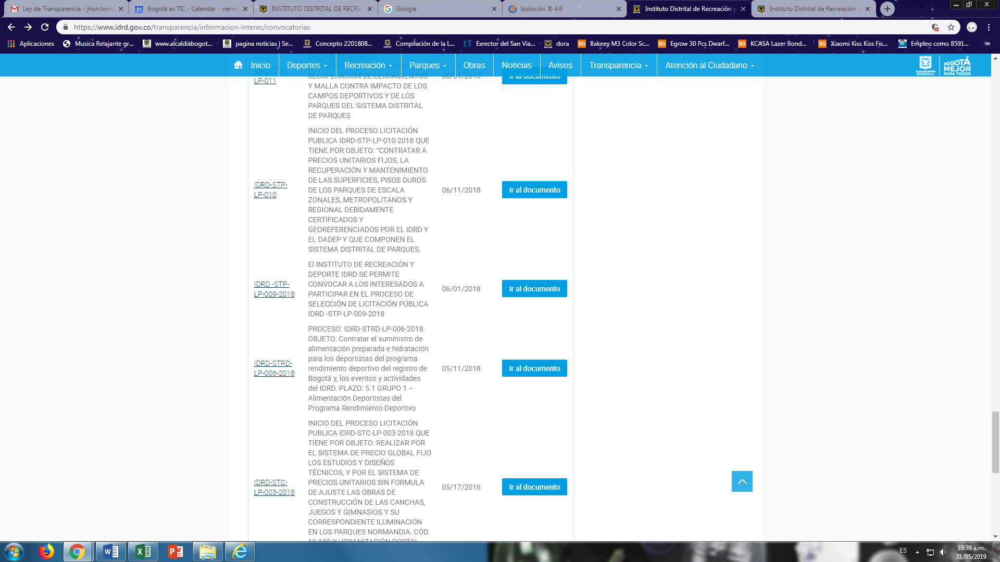 Ley de Transparencia - jhon.torre
Bogotá es TIC - Calendar - vierne
INSTITUTO DISTRITAL DE RECREA
Google
Isolución ® 4.6
Instituto Distrital de Recreación y
Instituto Distrital de Recreación y
https://www.idrd.gov.co/transparencia/informacion-interes/convocatorias
Aplicaciones
Musica Relajante gr...
www.alcaldiabogot...
pagina noticias | Se...
Concepto 2201808...
Compilación de la L...
Exrector del San Via...
dora
Bakeey M3 Color Sc...
Egrow 30 Pcs Dwarf...
KCASA Lazer Bond...
Xiaomi Kiss Kiss Fis...
Empleo como 8591...
Inicio
Deportes
Recreación
Parques
Obras
Noticias
Avisos
Transparencia
Atención al Ciudadano
ALCALDÍA MAYOR
DE BOGOTÁ D.C.
BOGOTÁ
MEJOR
PARA TODOS
LP-011
UNITARIOS FIJOS, EL
RECUPERACIÓN DE CERRAMIENTOS
Y MALLA CONTRA IMPACTO DE LOS
CAMPOS DEPORTIVOS Y DE LOS
PARQUES DEL SISTEMA DISTRITAL
DE PARQUES
06/01/2018
Ir al documento
IDRD-STP-
LP-010
INICIO DEL PROCESO LICITACIÓN
PUBLICA IDRD-STP-LP-010-2018 QUE
TIENE POR OBJETO: “CONTRATAR A
PRECIOS UNITARIOS FIJOS, LA
RECUPERACIÓN Y MANTENIMIENTO
DE LAS SUPERFICIES, PISOS DUROS
DE LOS PARQUES DE ESCALA
ZONALES, METROPOLITANOS Y
REGIONAL DEBIDAMENTE
CERTIFICADOS Y
GEOREFERENCIADOS POR EL IDRD Y
EL DADEP Y QUE COMPONEN EL
SISTEMA DISTRITAL DE PARQUES.
06/11/2018
Ir al documento
IDRD -STP-
LP-009-2018
El INSTITUTO DE RECREACIÓN Y
DEPORTE IDRD SE PERMITE
CONVOCAR A LOS INTERESADOS A
PARTICIPAR EN EL PROCESO DE
SELECCIÓN DE LICITACIÓN PÚBLICA
IDRD -STP-LP-009-2018
06/01/2018
Ir al documento
IDRD-STRD-
LP-006-2018
PROCESO: IDRD-STRD-LP-006-2018
OBJETO: Contratar el suministro de
alimentación preparada e hidratación
para los deportistas del programa
rendimiento deportivo del registro de
Bogotá y, los eventos y actividades
del IDRD. PLAZO: 5.1 GRUPO 1 –
Alimentación Deportistas del
Programa Rendimiento Deportivo
05/11/2018
Ir al documento
IDRD-STC-
LP-003-2018
INICIO DEL PROCESO LICITACIÓN
PUBLICA IDRD-STC-LP-003-2018 QUE
TIENE POR OBJETO: REALIZAR POR
EL SISTEMA DE PRECIO GLOBAL FIJO
LOS ESTUDIOS Y DISEÑOS
TÉCNICOS, Y POR EL SISTEMA DE
PRECIOS UNITARIOS SIN FORMULA
DE AJUSTE LAS OBRAS DE
CONSTRUCCIÓN DE LAS CANCHAS,
JUEGOS Y GIMNASIOS Y SU
CORRESPONDIENTE ILUMINACION
EN LOS PARQUES NORMANDIA. CÓD.
10-100 Y URBANIZACIÓN PORTAL
05/17/2016
Ir al documento
ES
10:39 a.m.
31/05/2019